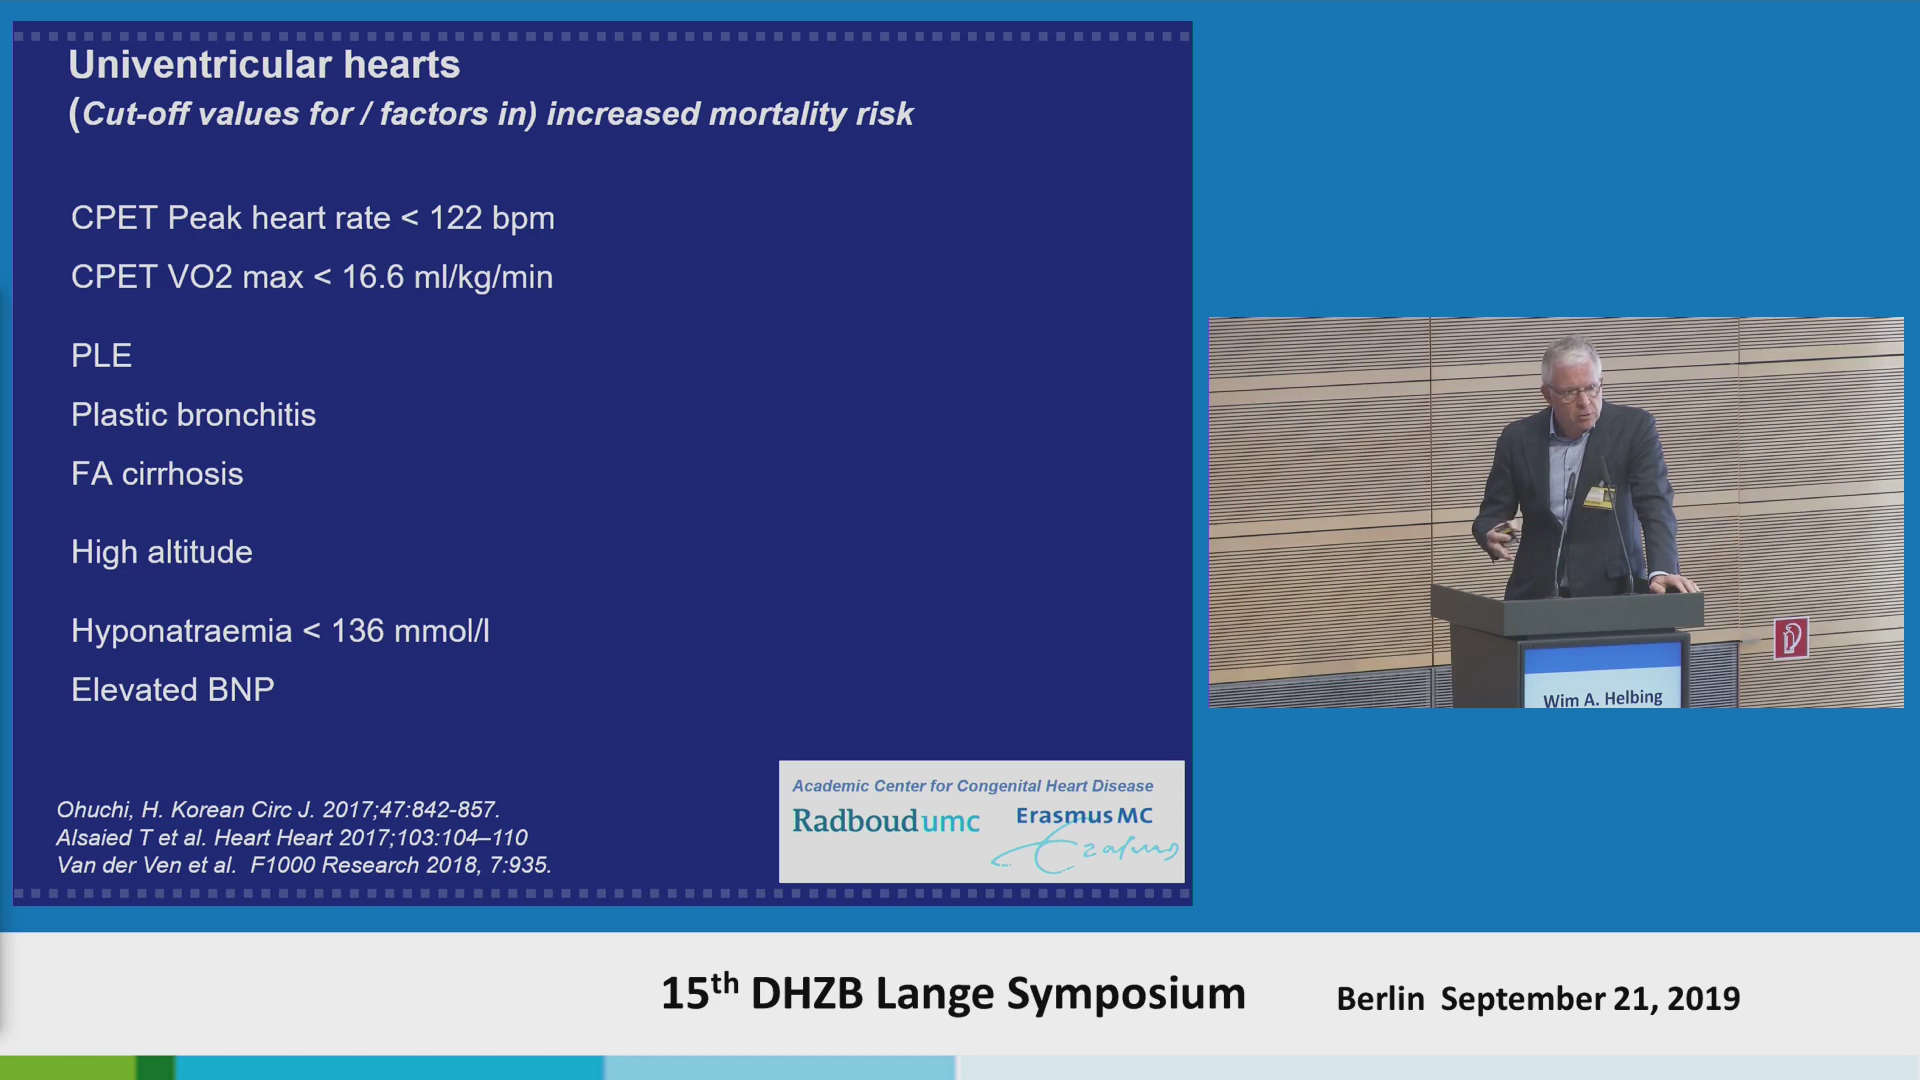 Univentricular hearts
(Cut-off values for / factors in) increased mortality risk
CPET Peak heart rate < 122 bpm
CPET VO2 max < 16.6 ml/kg/min
PLE
Plastic bronchitis
FA cirrhosis
High altitude
Hyponatraemia < 136 mmol/l
Elevated BNP
Ohuchi, H. Korean Circ J. 2017;47:842-857.
Alsaied T et al. Heart Heart 2017;103:104–110
Van der Ven et al. F1000 Research 2018, 7:935.
Academic Center for Congenital Heart Disease
Radboudumc
Erasmus MC
Erasmus
Wim A. Helbing
15th DHZB Lange Symposium
Berlin September 21, 2019